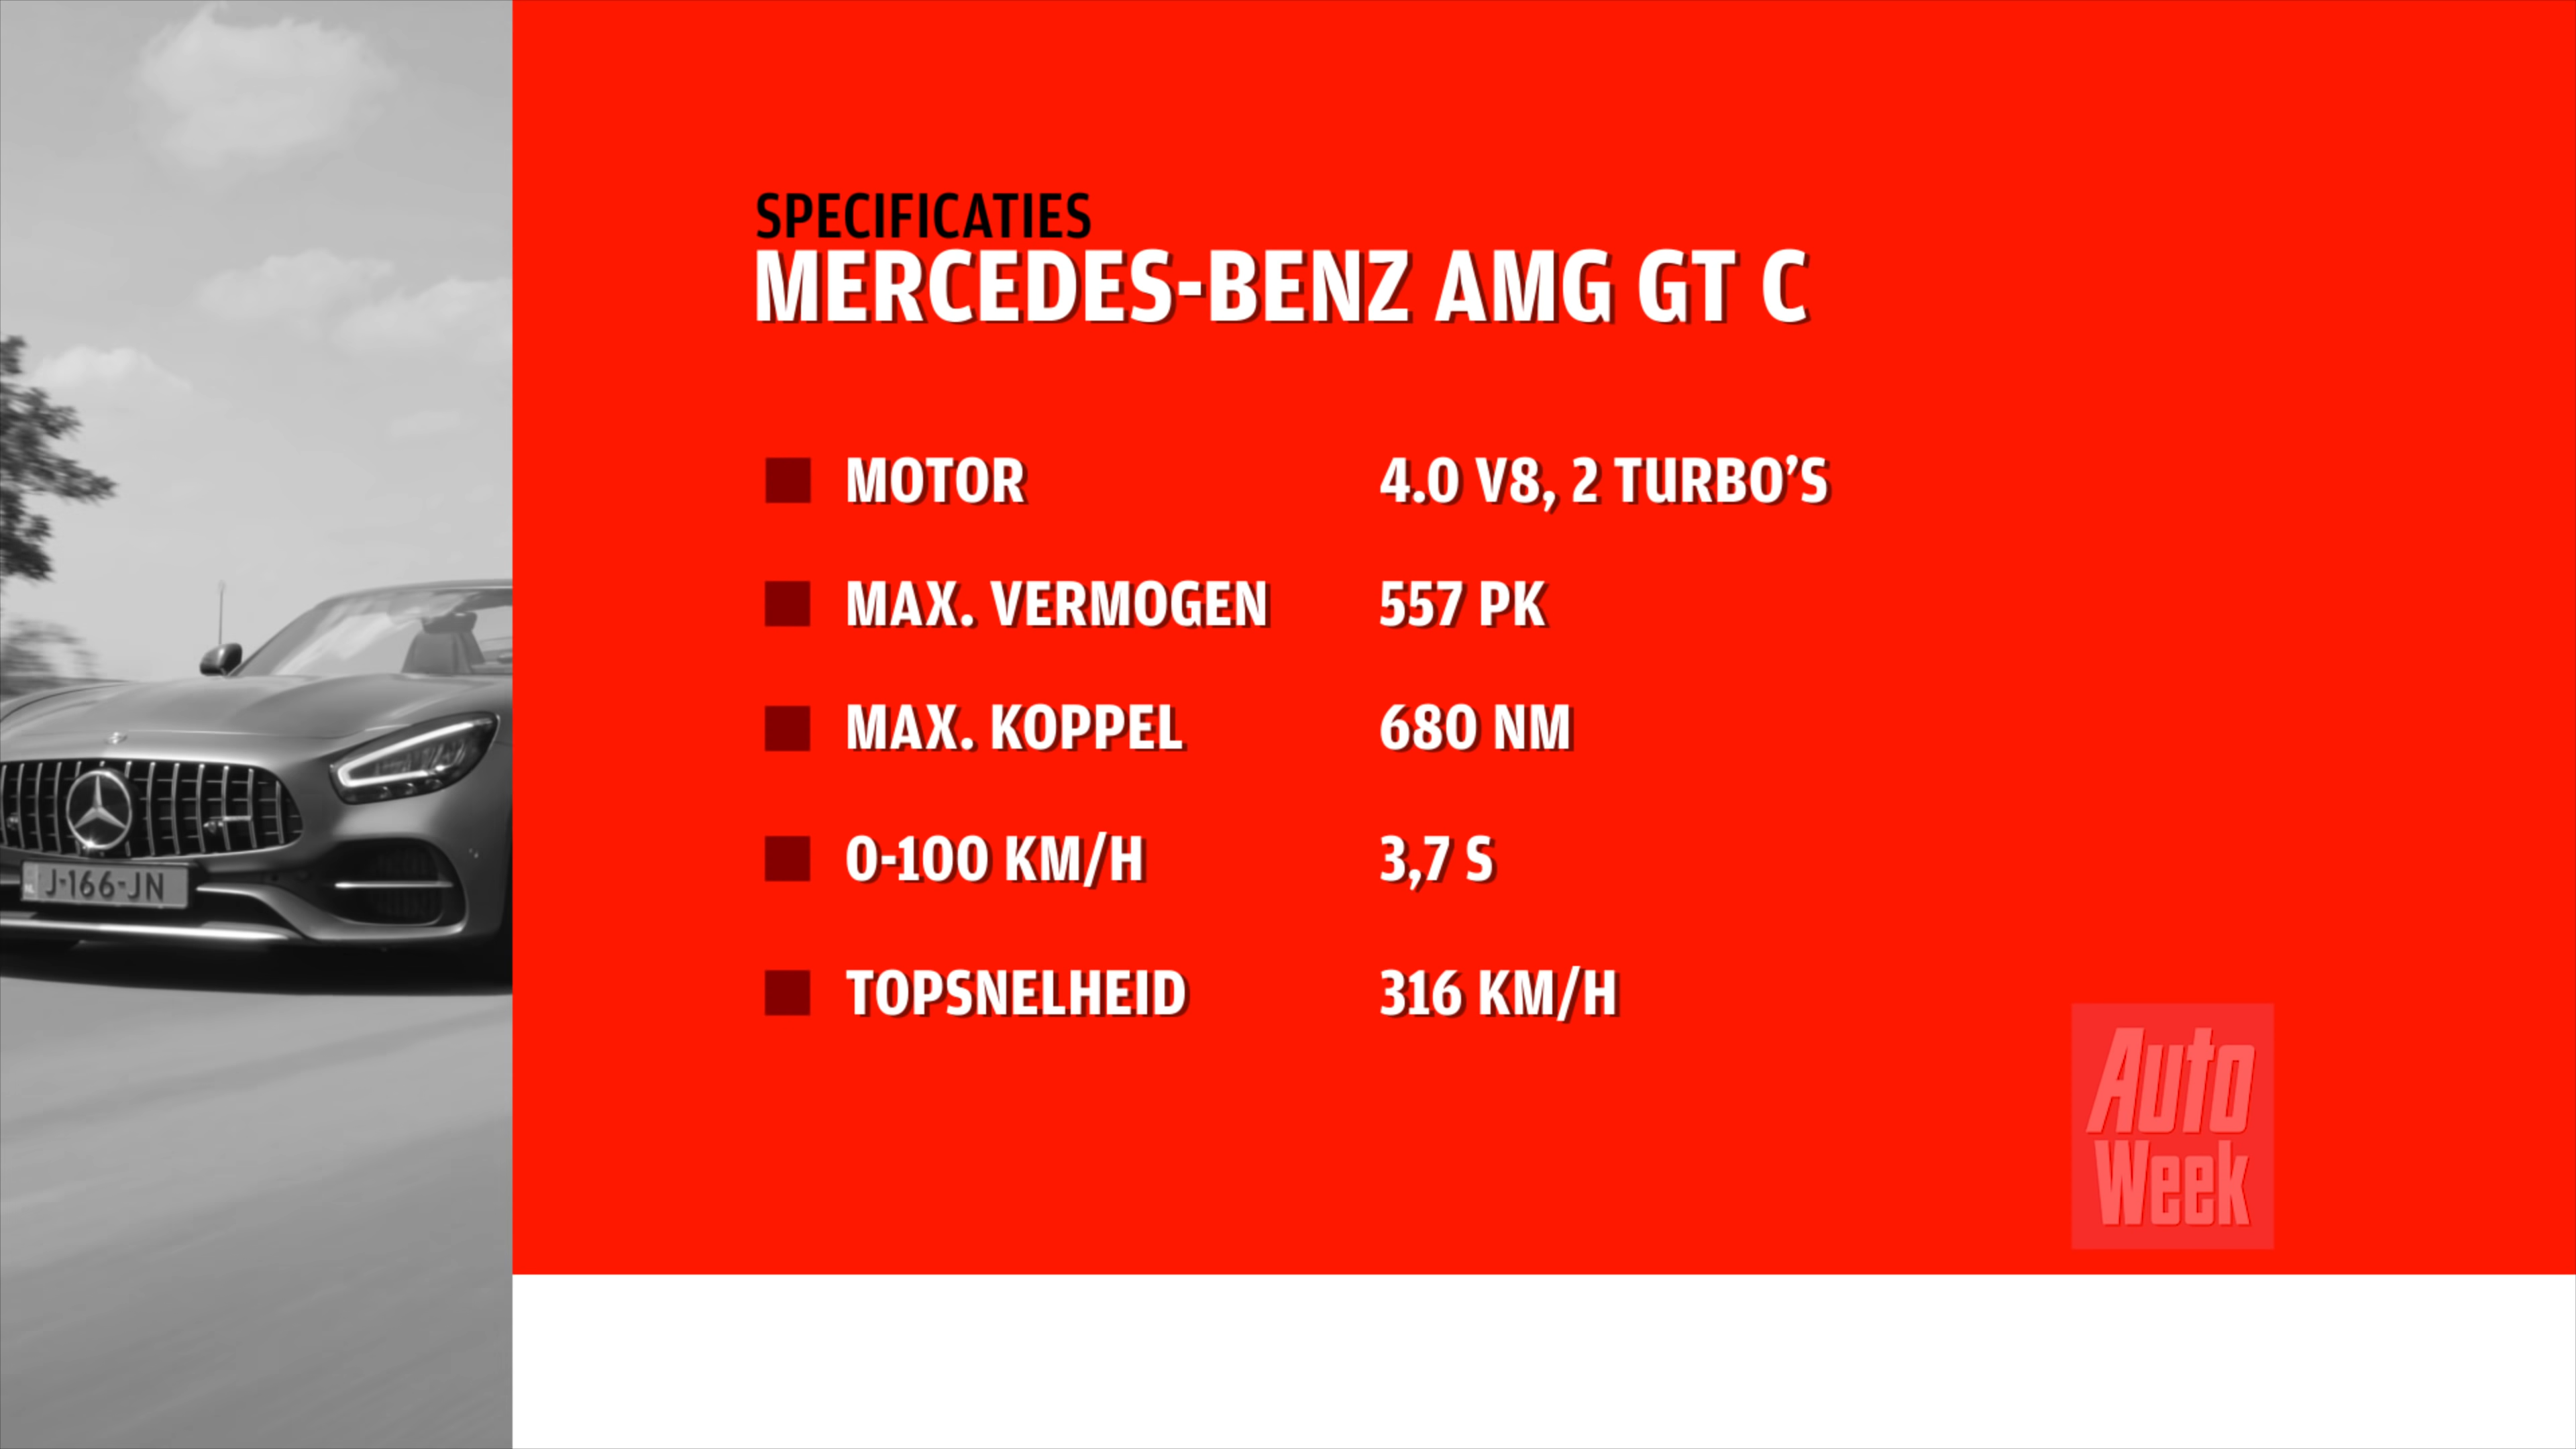 SPECIFICATIES
MERCEDES-BENZ AMG GT C
MOTOR 4.0 V8, 2 TURBO’S
MAX. VERMOGEN 557 PK
MAX. KOPPEL 680 NM
0-100 KM/H 3,7 S
TOPSNELHEID 316 KM/H
NL J-166-JN
Auto
Week